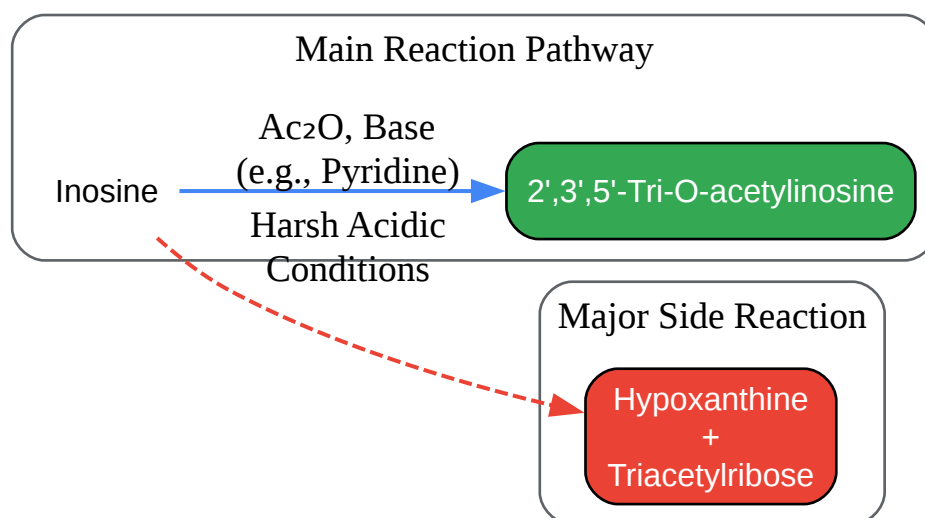 Main Reaction Pathway
Ac₂O, Base
(e.g., Pyridine)
Inosine
2',3',5'-Tri-O-acetylinosine
Harsh Acidic
Conditions
Major Side Reaction
Hypoxanthine
+
Triacetylribose